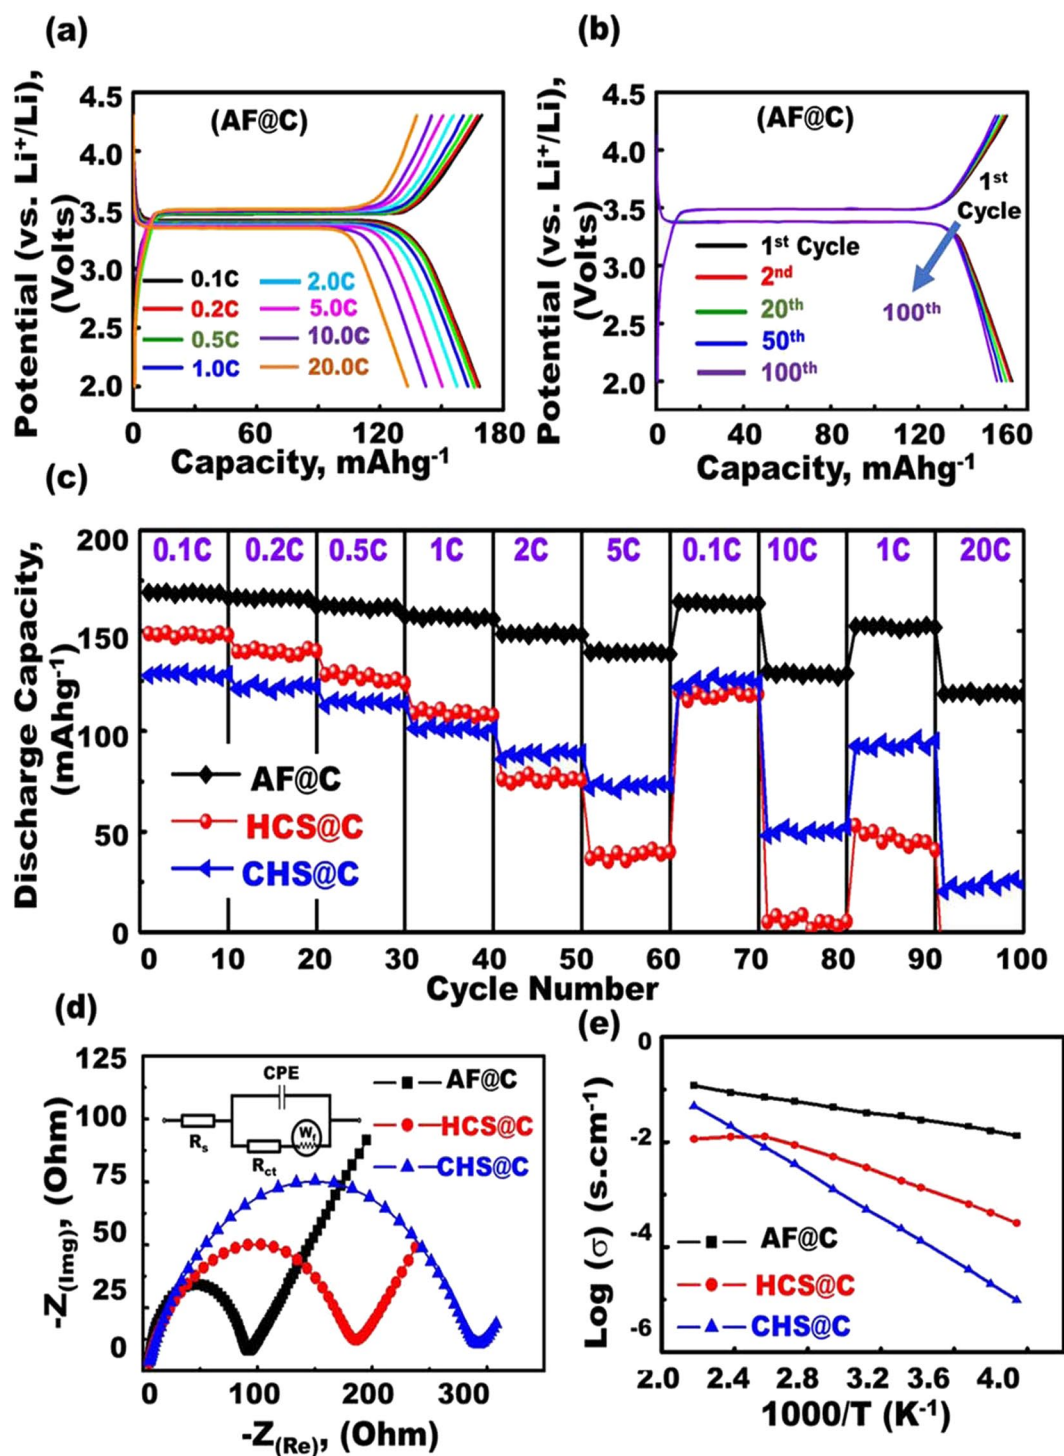 (a)
Potential (vs. Li⁺/Li), (Volts)
4.5
4.0
3.5
3.0
2.5
2.0
(AF@C)
0.1C
0.2C
0.5C
1.0C
2.0C
5.0C
10.0C
20.0C
0 60 120 180
Capacity, mAhg⁻¹
(b)
Potential (vs. Li⁺/Li), (Volts)
4.5
4.0
3.5
3.0
2.5
2.0
(AF@C)
1ˢᵗ
Cycle
1ˢᵗ Cycle
2ⁿᵈ
20ᵗʰ
50ᵗʰ
100ᵗʰ
100ᵗʰ
0 40 80 120 160
Capacity, mAhg⁻¹
(c)
Discharge Capacity, (mAhg⁻¹)
200
150
100
50
0
0.1C 0.2C 0.5C 1C 2C 5C 0.1C 10C 1C 20C
AF@C
HCS@C
CHS@C
0 10 20 30 40 50 60 70 80 90 100
Cycle Number
(d)
-Z(Img), (Ohm)
125
100
75
50
25
0
CPE
Rₛ
R_ct
W_f
AF@C
HCS@C
CHS@C
0 100 200 300
-Z(Re), (Ohm)
(e)
Log (σ) (s.cm⁻¹)
-0
-2
-4
-6
AF@C
HCS@C
CHS@C
2.0 2.4 2.8 3.2 3.6 4.0
1000/T (K⁻¹)